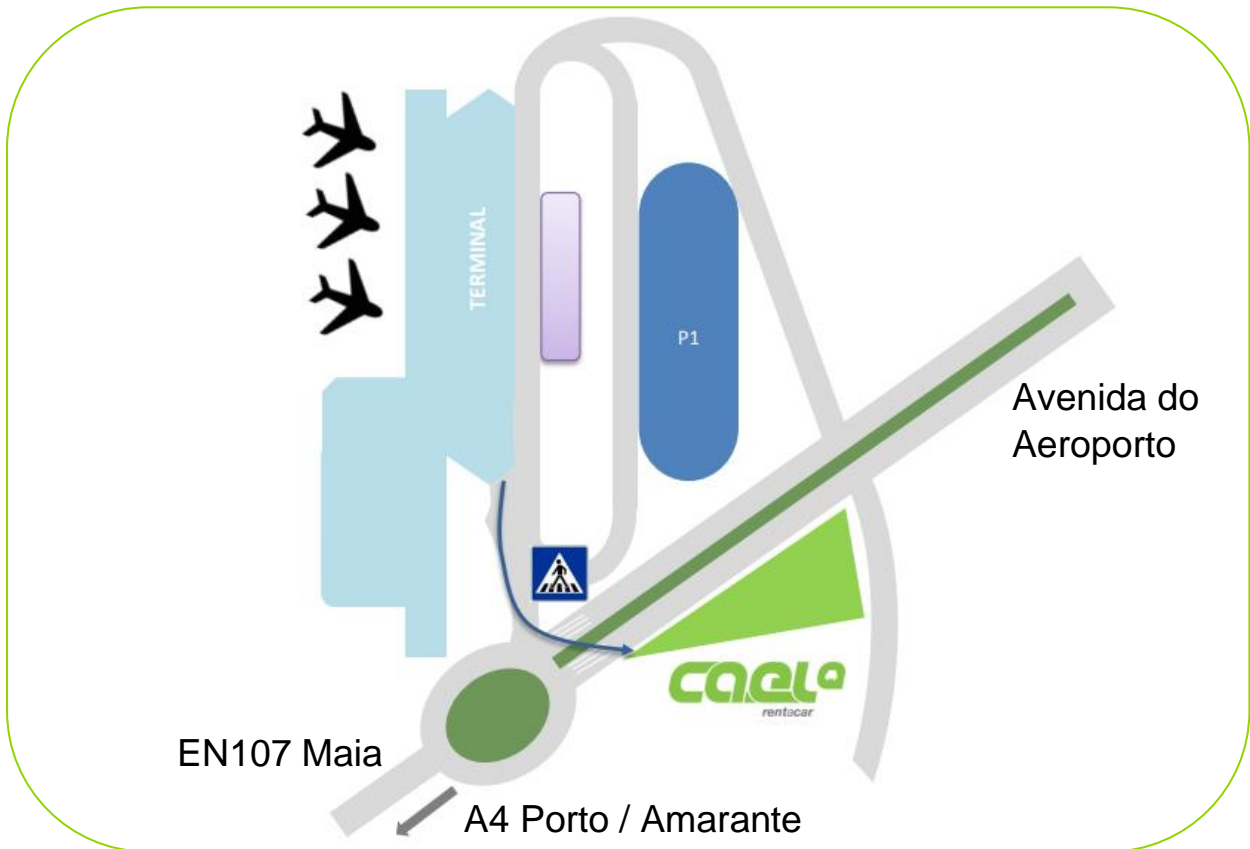 TERMINAL
P1
Avenida do
Aeroporto
caela
rentacar
EN107 Maia
A4 Porto / Amarante